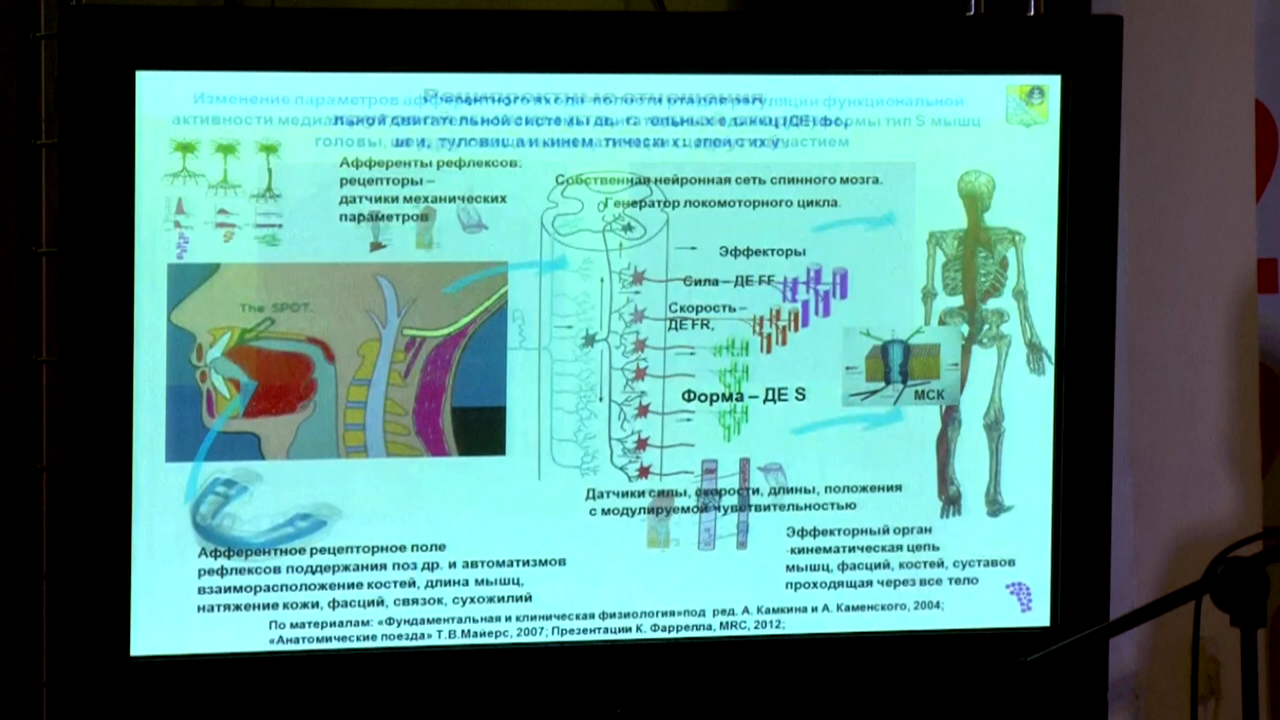 Изменение параметров
активности
головы,
Афференты рефлексов:
рецепторы –
датчики механических
параметров
Собственная нейронная сеть спинного мозга.
Генератор локомоторного цикла.
Эффекторы
Сила – ДЕ FF
Скорость –
ДЕ FR,
The SPOT.
Форма – ДЕ S
МСК
Датчики силы, скорости, длины, положения
с модулируемой чувствительностью
Эффекторный орган
-кинематическая цепь
мышц, фасций, костей, суставов
проходящая через все тело
Афферентное рецепторное поле
рефлексов поддержания поз др. и автоматизмов
взаиморасположение костей, длина мышц,
натяжение кожи, фасций, связок, сухожилий
По материалам: «Фундаментальная и клиническая физиология»под ред. А. Камкина и А. Каменского, 2004;
«Анатомические поезда» Т.В.Майерс, 2007; Презентации К. Фаррелла, MRC, 2012;